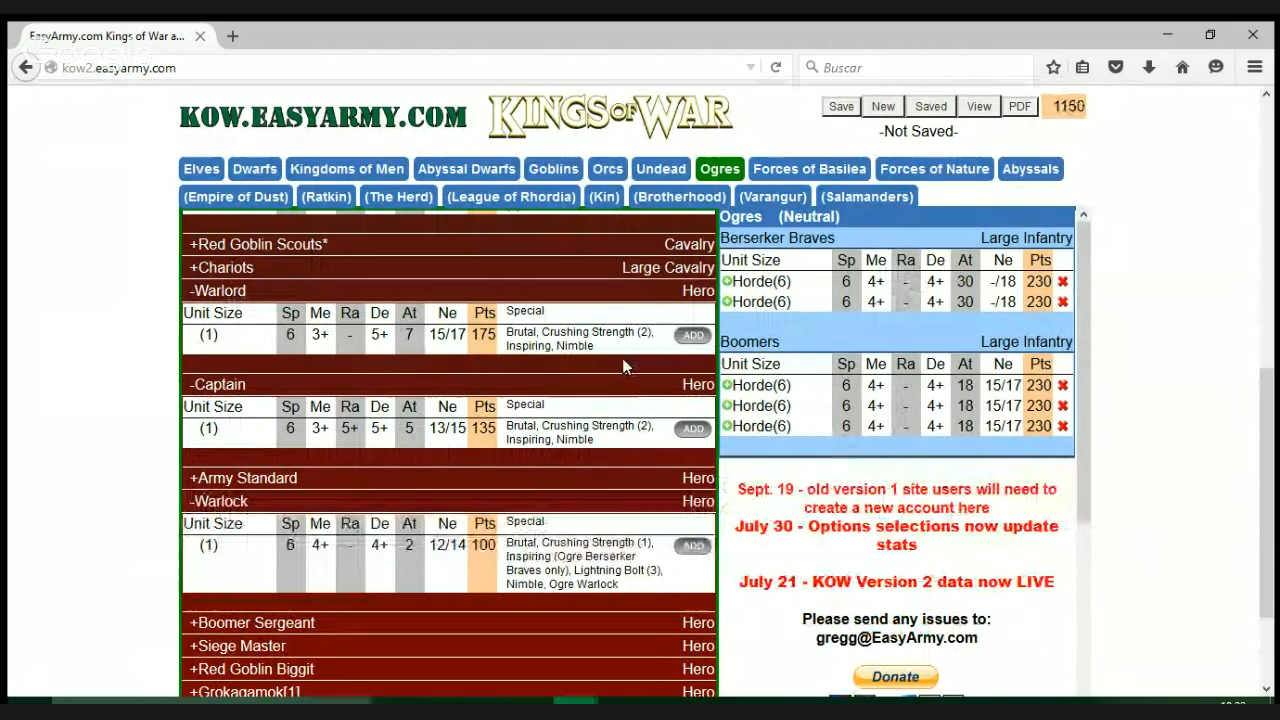 EasyArmy.com Kings of War a...
kow2.easyarmy.com
Buscar
KOW.EASYARMY.COM
KINGS OF WAR
Save New Saved View PDF 1150
-Not Saved-
Elves Dwarfs Kingdoms of Men Abyssal Dwarfs Goblins Orcs Undead Ogres Forces of Basilea Forces of Nature Abyssals
(Empire of Dust) (Ratkin) (The Herd) (League of Rhordia) (Kin) (Brotherhood) (Varangur) (Salamanders)
+Red Goblin Scouts* Cavalry
+Chariots Large Cavalry
-Warlord Hero
Unit Size Sp Me Ra De At Ne Pts Special
(1) 6 3+ - 5+ 7 15/17 175 Brutal, Crushing Strength (2), ADD
Inspiring, Nimble
-Captain Hero
Unit Size Sp Me Ra De At Ne Pts Special
(1) 6 3+ 5+ 5+ 5 13/15 135 Brutal, Crushing Strength (2), ADD
Inspiring, Nimble
+Army Standard Hero
-Warlock Hero
Unit Size Sp Me Ra De At Ne Pts Special
(1) 6 4+ - 4+ 2 12/14 100 Brutal, Crushing Strength (1), ADD
Inspiring (Ogre Berserker
Braves only), Lightning Bolt (3),
Nimble, Ogre Warlock
+Boomer Sergeant Hero
+Siege Master Hero
+Red Goblin Biggit Hero
+Grokagamok[1] Hero
Ogres (Neutral)
Berserker Braves Large Infantry
Unit Size Sp Me Ra De At Ne Pts
Horde(6) 6 4+ - 4+ 30 -/18 230
Horde(6) 6 4+ - 4+ 30 -/18 230
Boomers Large Infantry
Unit Size Sp Me Ra De At Ne Pts
Horde(6) 6 4+ - 4+ 18 15/17 230
Horde(6) 6 4+ - 4+ 18 15/17 230
Horde(6) 6 4+ - 4+ 18 15/17 230
Sept. 19 - old version 1 site users will need to
create a new account here
July 30 - Options selections now update
stats
July 21 - KOW Version 2 data now LIVE
Please send any issues to:
gregg@EasyArmy.com
Donate